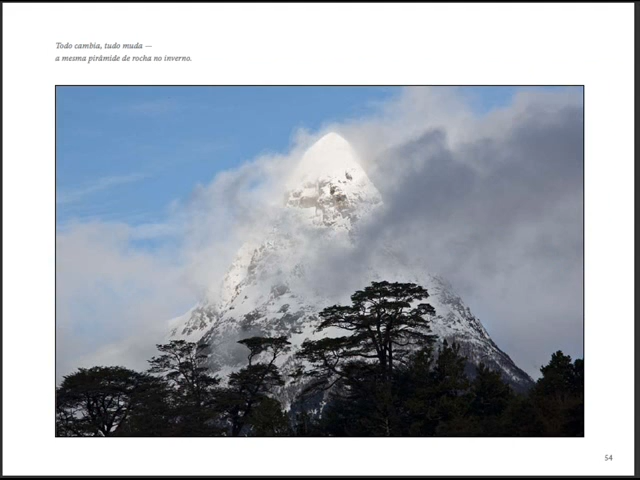 Todo cambia, tudo muda —
a mesma pirâmide de rocha no inverno.
54